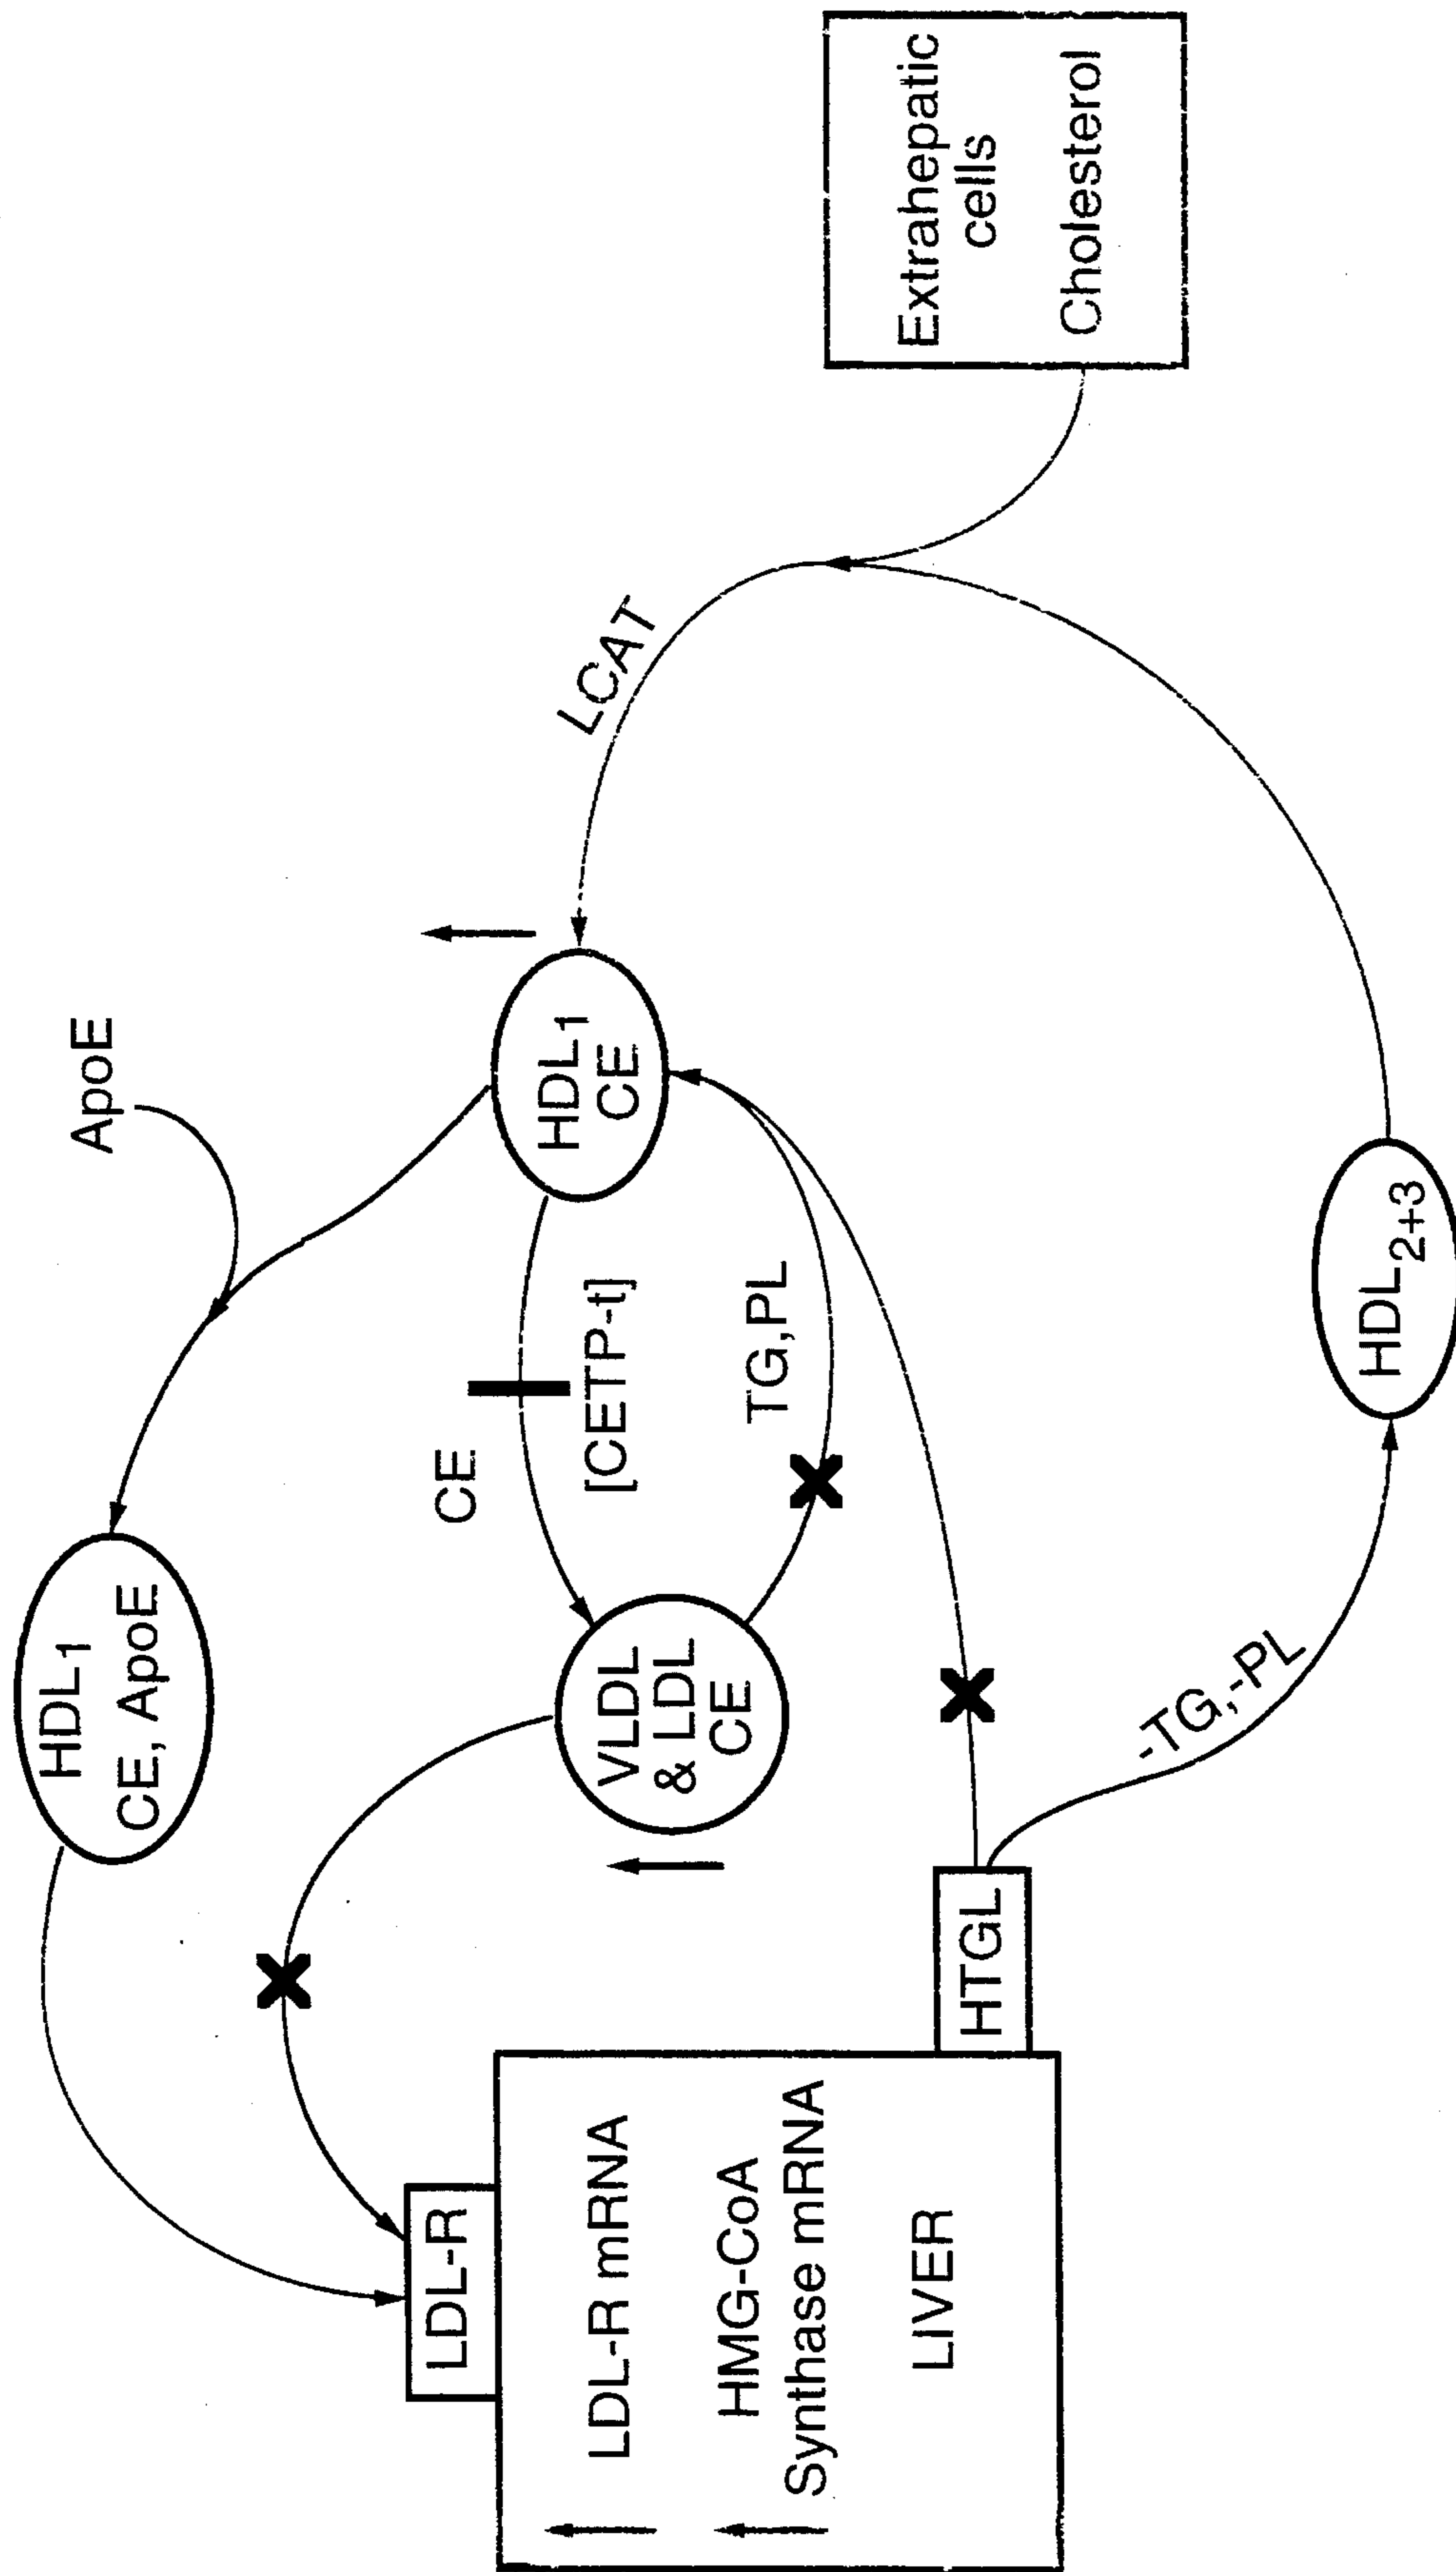 ApoE
HDL1
CE, ApoE
LDL-R
CE
HDL1
CE
LCAT
[CETP-t]
VLDL
& LDL
CE
TG,PL
LDL-R mRNA
HMG-CoA
Synthase mRNA
LIVER
HTGL
-TG,-PL
HDL2+3
Extrahepatic
cells
Cholesterol